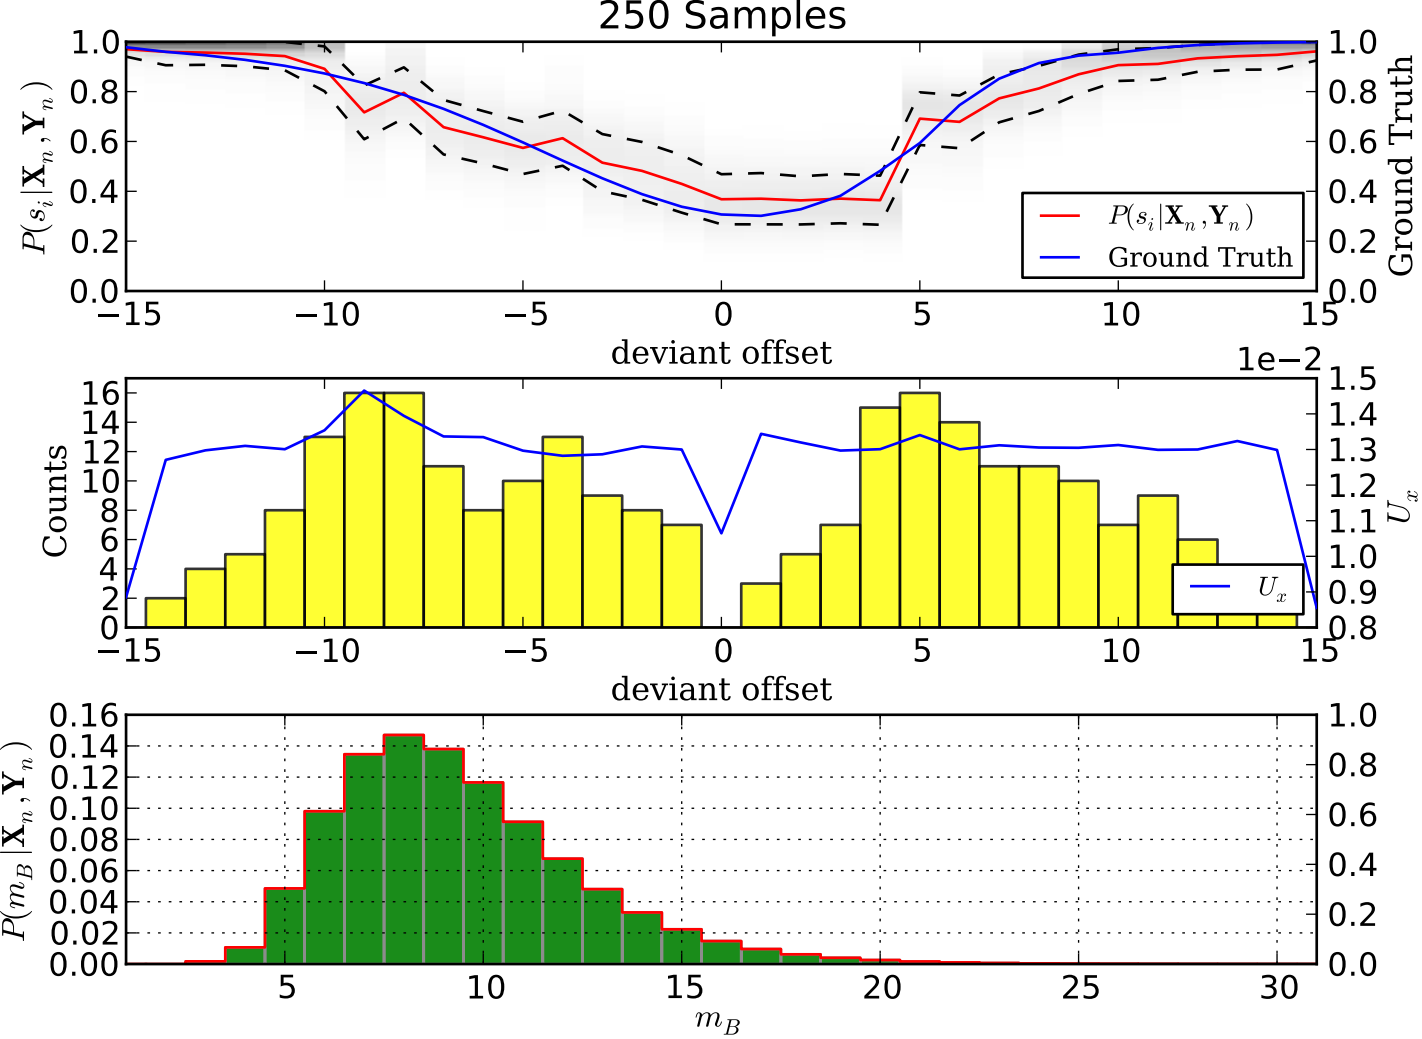 250 Samples
1.0
0.8
0.6
0.4
0.2
0.0
P(s_i|X_n, Y_n)
1.0
0.8
0.6
0.4
0.2
0.0
Ground Truth
P(s_i|X_n, Y_n)
Ground Truth
−15 −10 −5 0 5 10 15
deviant offset
1e−2
16
14
12
10
8
6
4
2
0
Counts
1.5
1.4
1.3
1.2
1.1
1.0
0.9
0.8
U_x
U_x
−15 −10 −5 0 5 10 15
deviant offset
0.16
0.14
0.12
0.10
0.08
0.06
0.04
0.02
0.00
P(m_B|X_n, Y_n)
1.0
0.8
0.6
0.4
0.2
0.0
5 10 15 20 25 30
m_B